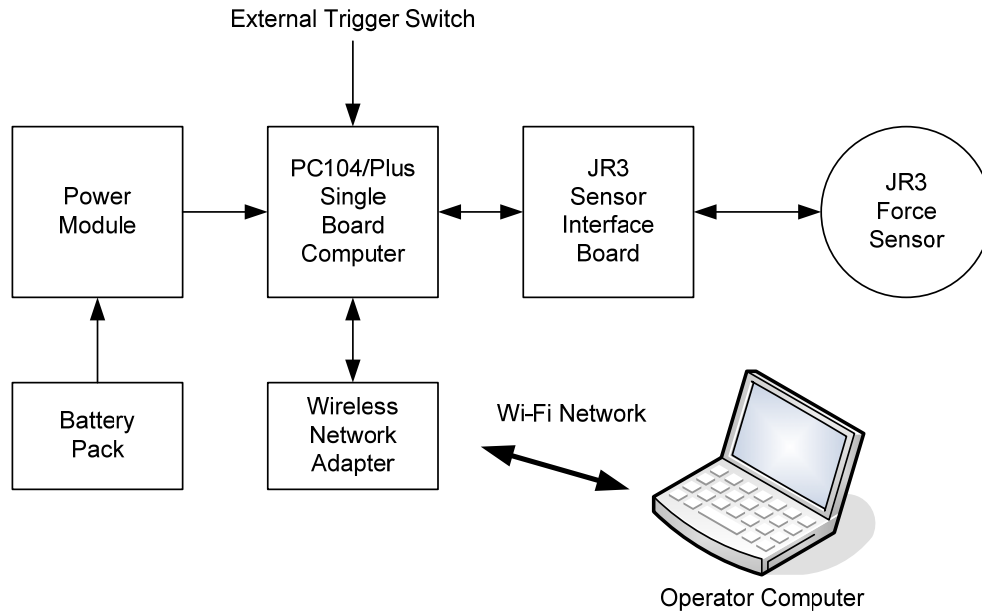 External Trigger Switch
Power
Module
PC104/Plus
Single
Board
Computer
JR3
Sensor
Interface
Board
JR3
Force
Sensor
Battery
Pack
Wireless
Network
Adapter
Wi-Fi Network
Operator Computer